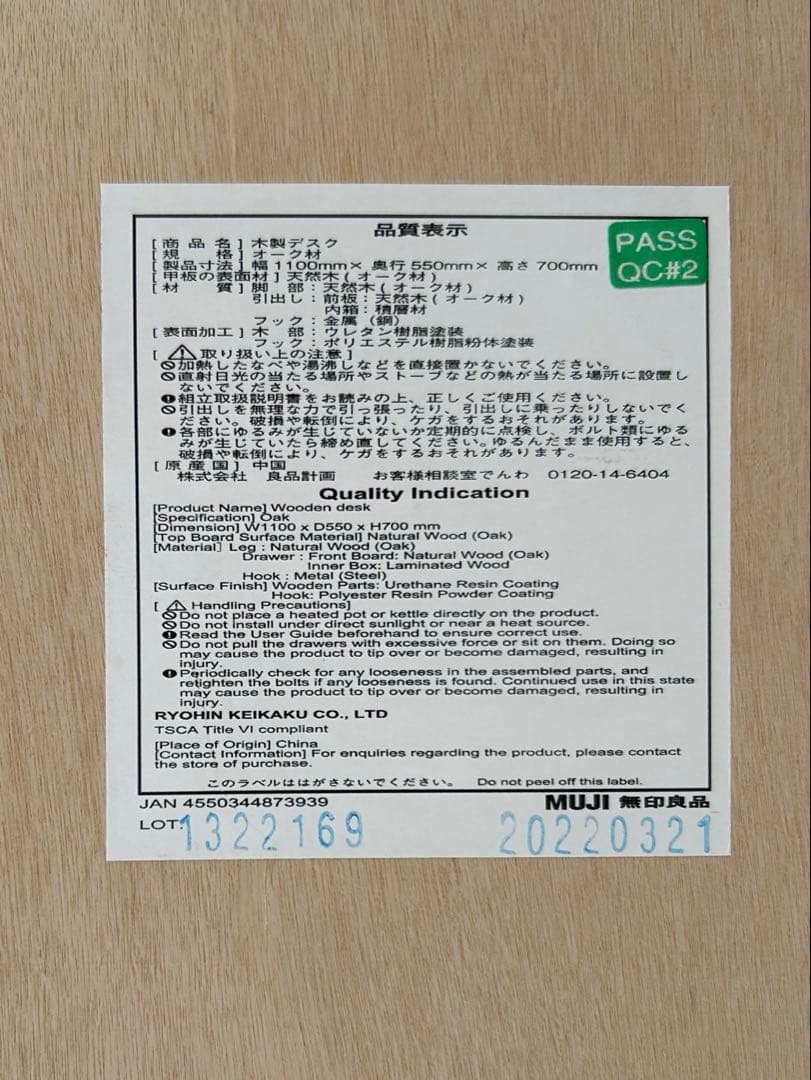 品質表示
PASS
QC#2
[商品名] 木製デスク
[規格] オーク材
[製品寸法] 幅1100mm× 奥行550mm× 高さ700mm
[甲板の表面材] 天然木(オーク材)
[材質] 脚部:天然木(オーク材)
引出し:前板:天然木(オーク材)
内箱:積層材
フック:金属(鋼)
[表面加工] 木部:ウレタン樹脂塗装
フック:ポリエステル樹脂粉体塗装
[⚠取り扱い上の注意]
加熱したなべや湯沸しなどを直接置かないでください。
直射日光の当たる場所やストーブなどの熱が当たる場所に設置し
ないでください。
組立取扱説明書をお読みの上、正しくご使用ください。
引出しを無理な力で引っ張ったり、引出しに乗ったりしないでく
ださい。破損や転倒により、ケガをするおそれがあります。
各部にゆるみが生じていないか定期的に点検し、ボルト類にゆる
みが生じていたら締め直してください。ゆるんだまま使用すると、
破損や転倒により、ケガをするおそれがあります。
[原産国] 中国
株式会社 良品計画 お客様相談室でんわ 0120-14-6404
Quality Indication
[Product Name] Wooden desk
[Specification] Oak
[Dimension] W1100 x D550 x H700 mm
[Top Board Surface Material] Natural Wood (Oak)
[Material] Leg : Natural Wood (Oak)
Drawer : Front Board: Natural Wood (Oak)
Inner Box: Laminated Wood
Hook : Metal (Steel)
[Surface Finish] Wooden Parts: Urethane Resin Coating
Hook: Polyester Resin Powder Coating
[ ⚠ Handling Precautions]
Do not place a heated pot or kettle directly on the product.
Do not install under direct sunlight or near a heat source.
Read the User Guide beforehand to ensure correct use.
Do not pull the drawers with excessive force or sit on them. Doing so
may cause the product to tip over or become damaged, resulting in
injury.
Periodically check for any looseness in the assembled parts, and
retighten the bolts if any looseness is found. Continued use in this state
may cause the product to tip over or become damaged, resulting in
injury.
RYOHIN KEIKAKU CO., LTD
TSCA Title VI compliant
[Place of Origin] China
[Contact Information] For enquiries regarding the product, please contact
the store of purchase.
このラベルははがさないでください。 Do not peel off this label.
JAN 4550344873939
MUJI 無印良品
LOT: 1322169
20220321